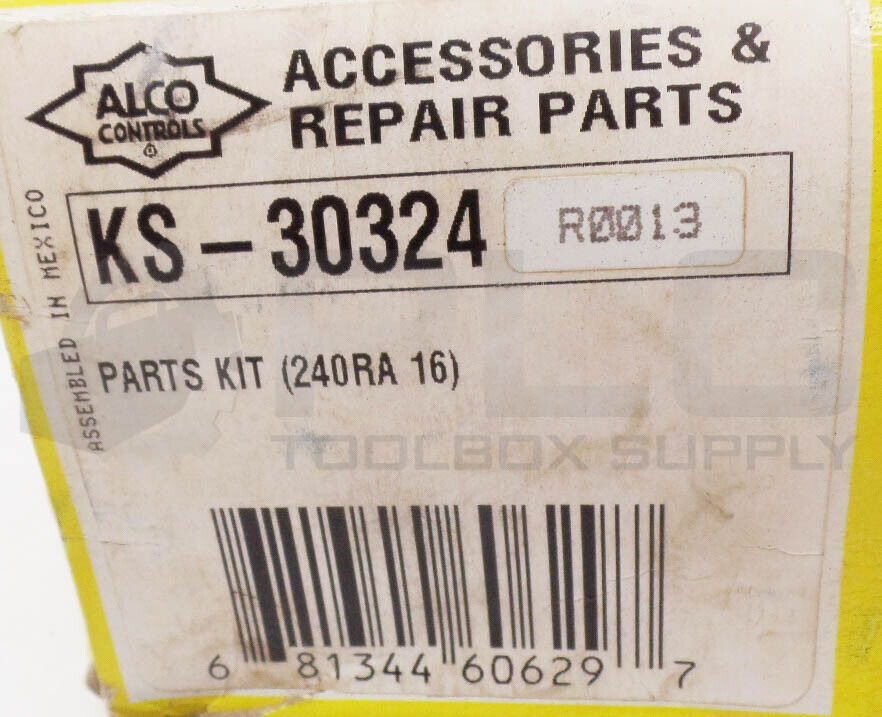 ALCO
CONTROLS
R
ACCESSORIES &
REPAIR PARTS
KS-30324
R0013
ASSEMBLED IN MEXICO
PARTS KIT (240RA 16)
PLC
TOOLBOX SUPPLY
6 81344 60629 7